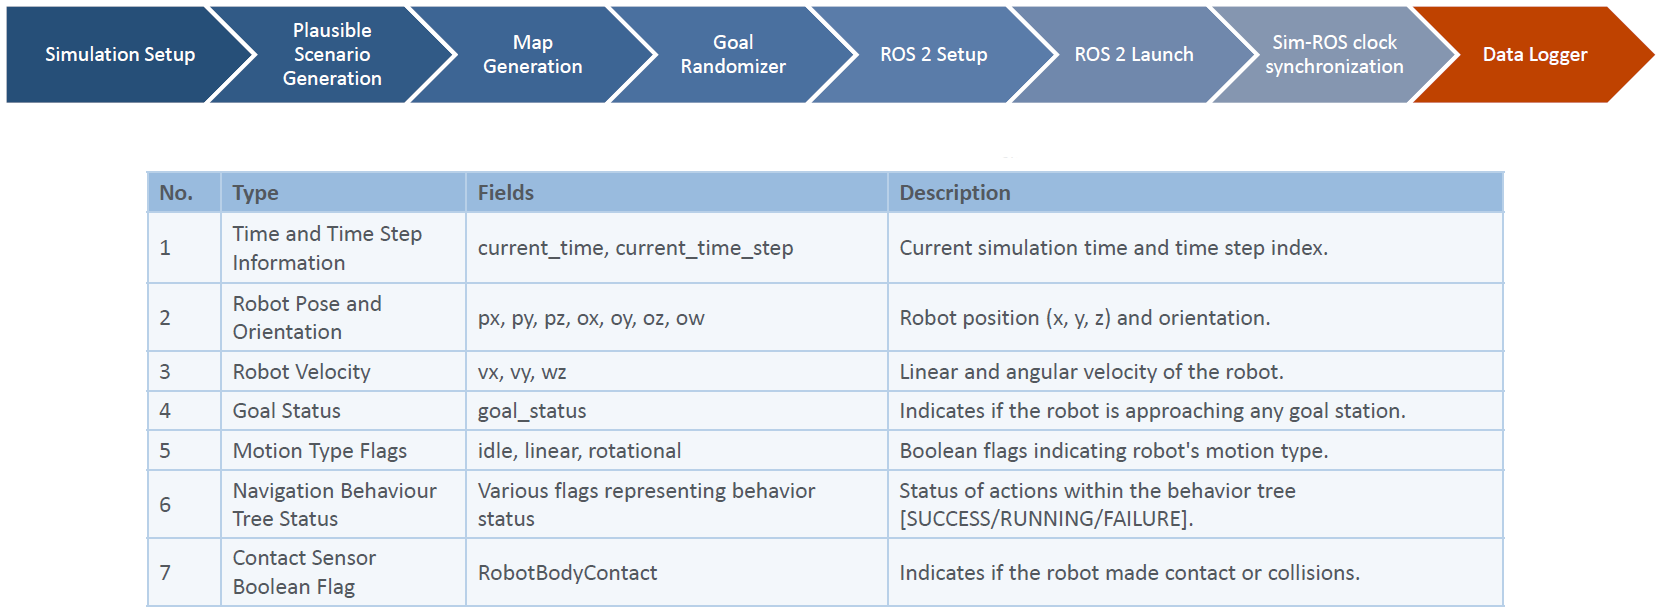 Simulation Setup
Plausible
Scenario
Generation
Map
Generation
Goal
Randomizer
ROS 2 Setup
ROS 2 Launch
Sim-ROS clock
synchronization
Data Logger
No. Type Fields Description
1 Time and Time Step
Information current_time, current_time_step Current simulation time and time step index.
2 Robot Pose and
Orientation px, py, pz, ox, oy, oz, ow Robot position (x, y, z) and orientation.
3 Robot Velocity vx, vy, wz Linear and angular velocity of the robot.
4 Goal Status goal_status Indicates if the robot is approaching any goal station.
5 Motion Type Flags idle, linear, rotational Boolean flags indicating robot's motion type.
6 Navigation Behaviour
Tree Status Various flags representing behavior
status Status of actions within the behavior tree
[SUCCESS/RUNNING/FAILURE].
7 Contact Sensor
Boolean Flag RobotBodyContact Indicates if the robot made contact or collisions.